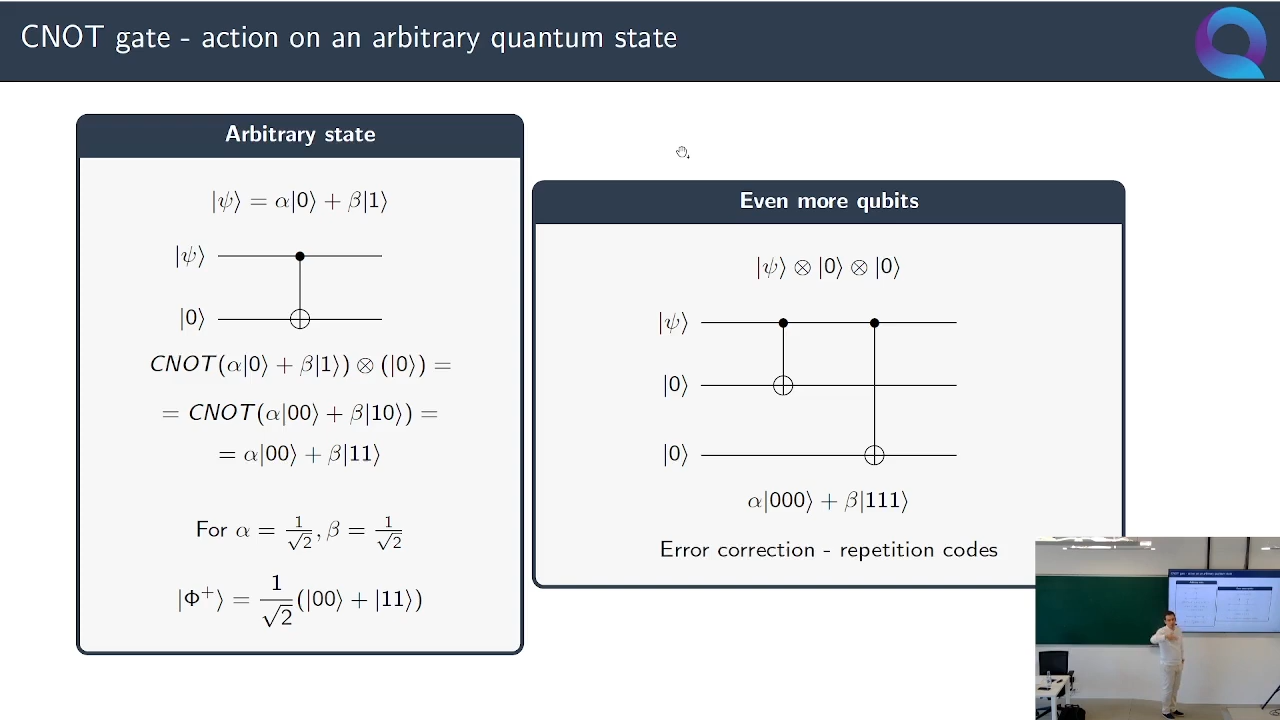 CNOT gate - action on an arbitrary quantum state
Arbitrary state
|ψ⟩ = α|0⟩ + β|1⟩
|ψ⟩
|0⟩
CNOT(α|0⟩ + β|1⟩) ⊗ (|0⟩) =
= CNOT(α|00⟩ + β|10⟩) =
= α|00⟩ + β|11⟩
For α = 1/√2, β = 1/√2
|Φ⁺⟩ = 1/√2 (|00⟩ + |11⟩)
Even more qubits
|ψ⟩ ⊗ |0⟩ ⊗ |0⟩
|ψ⟩
|0⟩
|0⟩
α|000⟩ + β|111⟩
Error correction - repetition codes